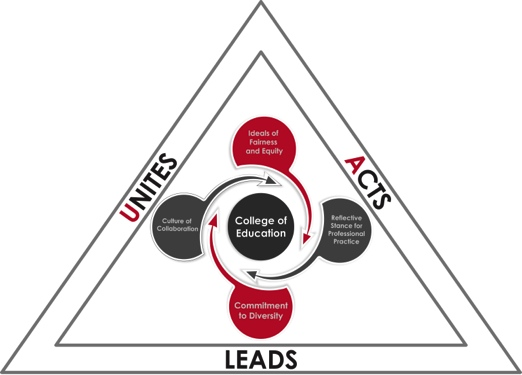 Ideals of
Fairness
and Equity
UNITES
ACTS
Culture of
Collaboration
College of
Education
Reflective
Stance for
Professional
Practice
Commitment
to Diversity
LEADS